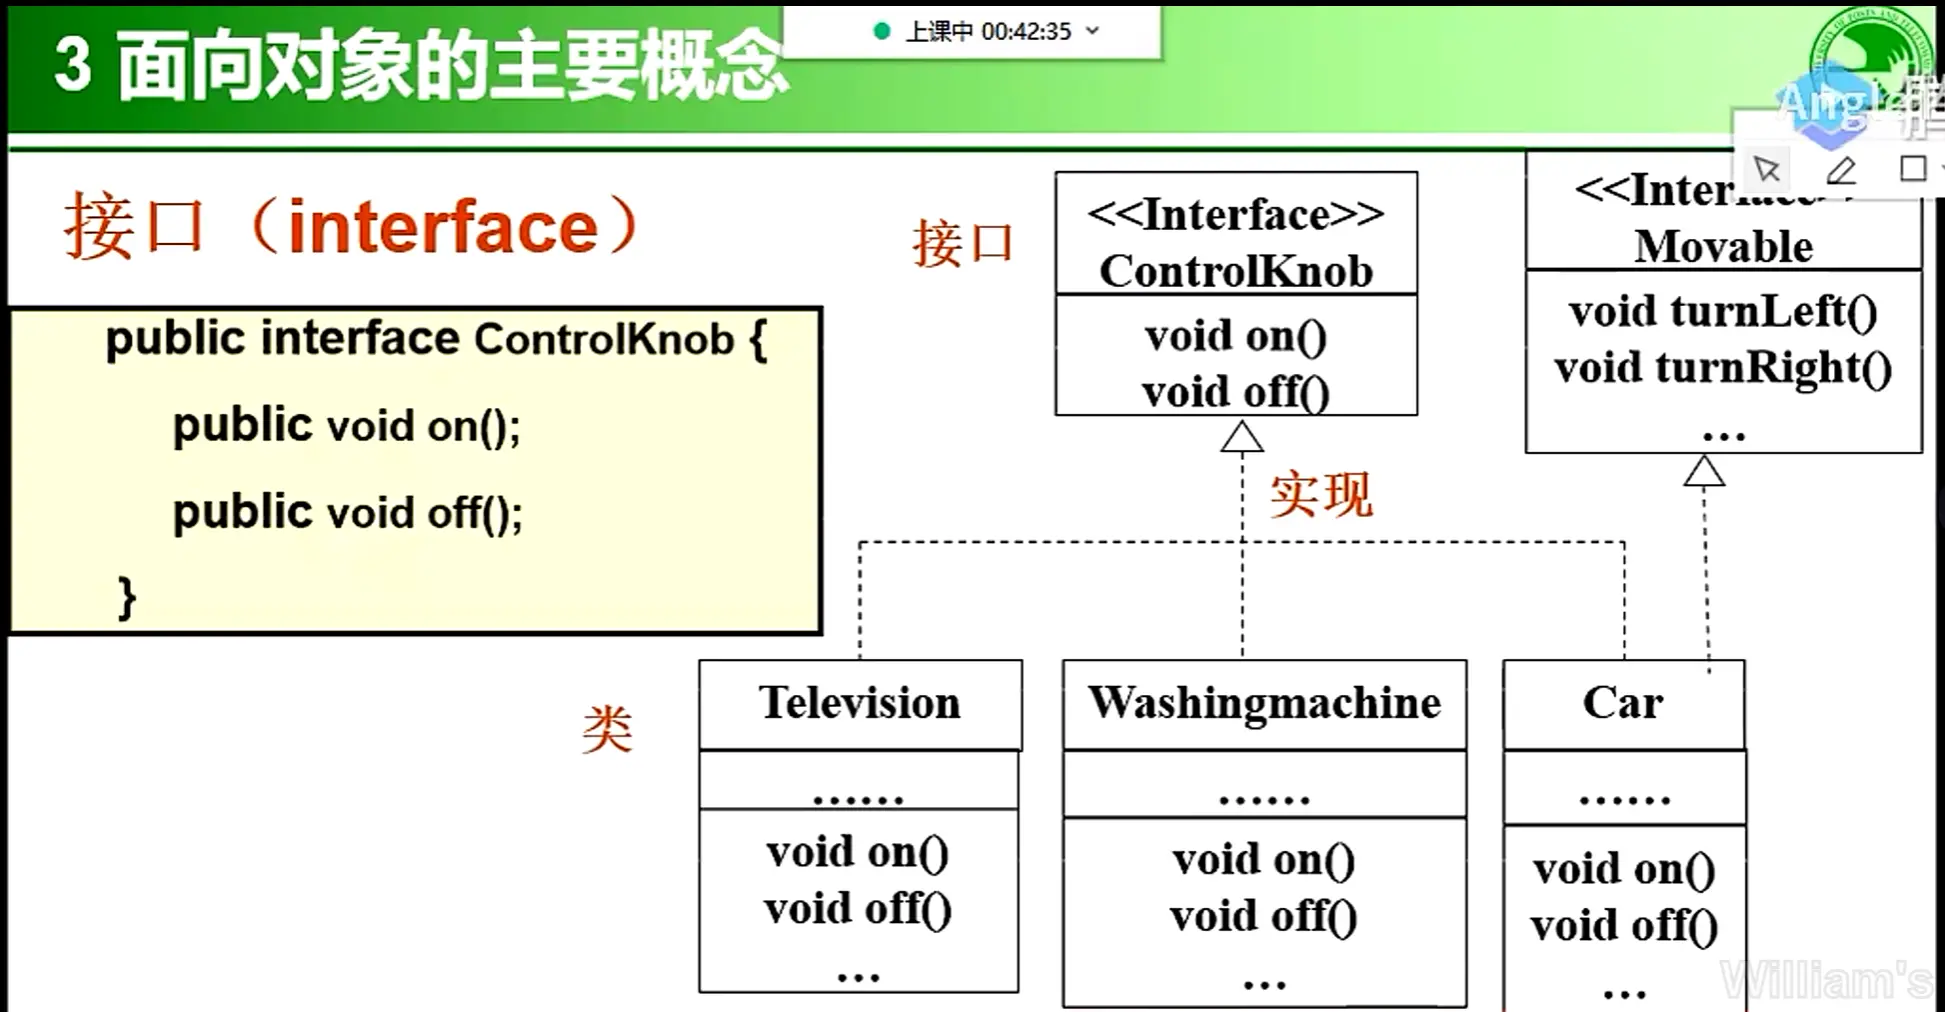 3 面向对象的主要概念
上课中 00:42:35
接口（interface）
public interface ControlKnob {
public void on();
public void off();
}
接口
<<Interface>>
ControlKnob
void on()
void off()
Movable
void turnLeft()
void turnRight()
...
实现
类
Television
......
void on()
void off()
...
Washingmachine
......
void on()
void off()
...
Car
......
void on()
void off()
...
William's